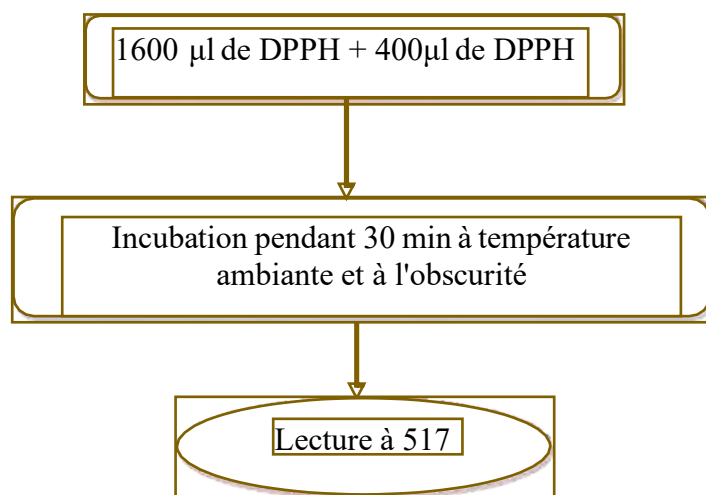 1600 µl de DPPH + 400µl de DPPH
Incubation pendant 30 min à température
ambiante et à l'obscurité
Lecture à 517